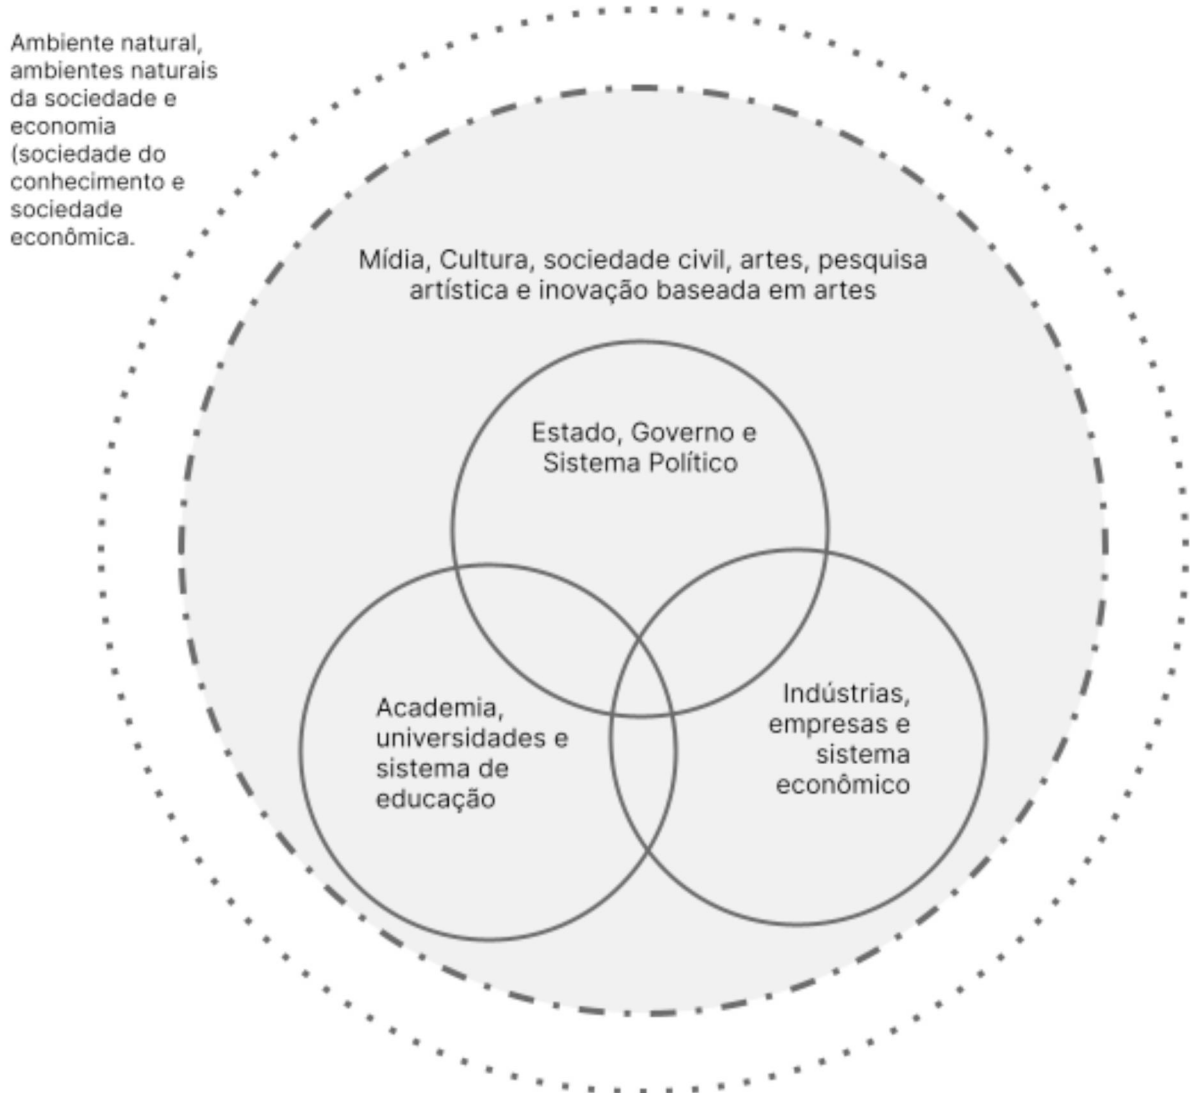 Ambiente natural,
ambientes naturais
da sociedade e
economia
(sociedade do
conhecimento e
sociedade
econômica.
Mídia, Cultura, sociedade civil, artes, pesquisa
artística e inovação baseada em artes
Estado, Governo e
Sistema Político
Academia,
universidades e
sistema de
educação
Indústrias,
empresas e
sistema
econômico